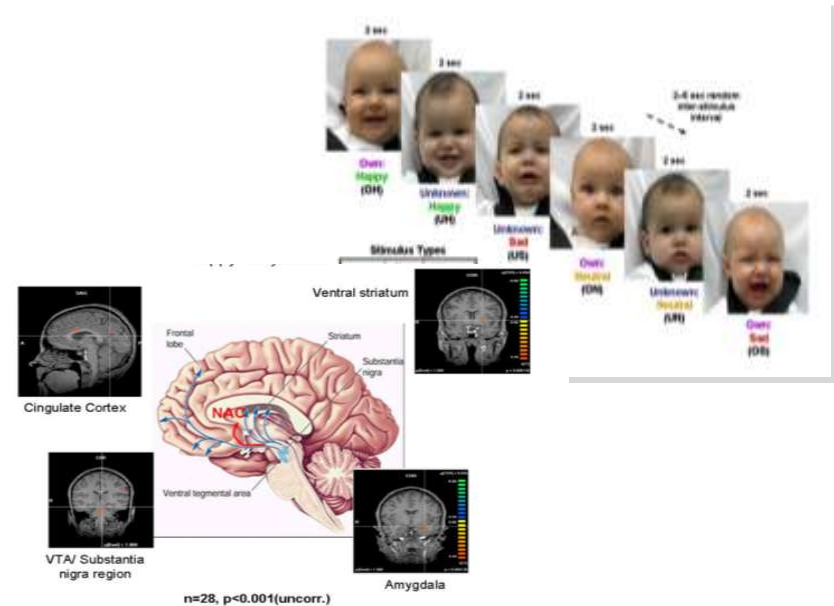 2 sec
2 sec
2 sec
2 sec
2 sec
2 sec
2-6 sec random
inter-stimulus
interval
Own:
Happy
(OH)
Unknown:
Happy
(UH)
Unknown:
Sad
(US)
Own:
Neutral
(ON)
Unknown:
Neutral
(UN)
Own:
Sad
(OS)
Stimulus Types
Ventral striatum
Cingulate Cortex
Frontal
lobe
Striatum
Substantia
nigra
NAC
Ventral tegmental area
VTA/ Substantia
nigra region
Amygdala
n=28, p<0.001(uncorr.)